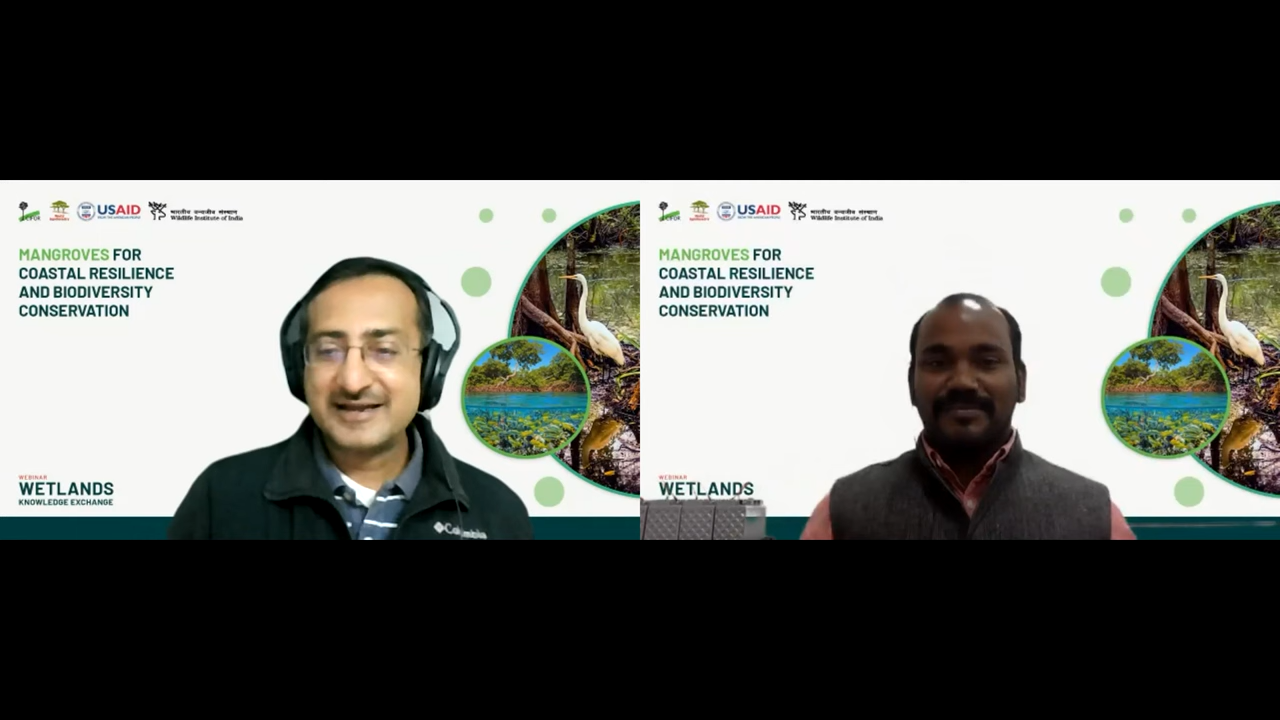 USAID
भारतीय वन्यजीव संस्थान
Wildlife Institute of India
MANGROVES FOR
COASTAL RESILIENCE
AND BIODIVERSITY
CONSERVATION
WEBINAR
WETLANDS
KNOWLEDGE EXCHANGE
Columbia
USAID
भारतीय वन्यजीव संस्थान
Wildlife Institute of India
MANGROVES FOR
COASTAL RESILIENCE
AND BIODIVERSITY
CONSERVATION
WEBINAR
WETLANDS